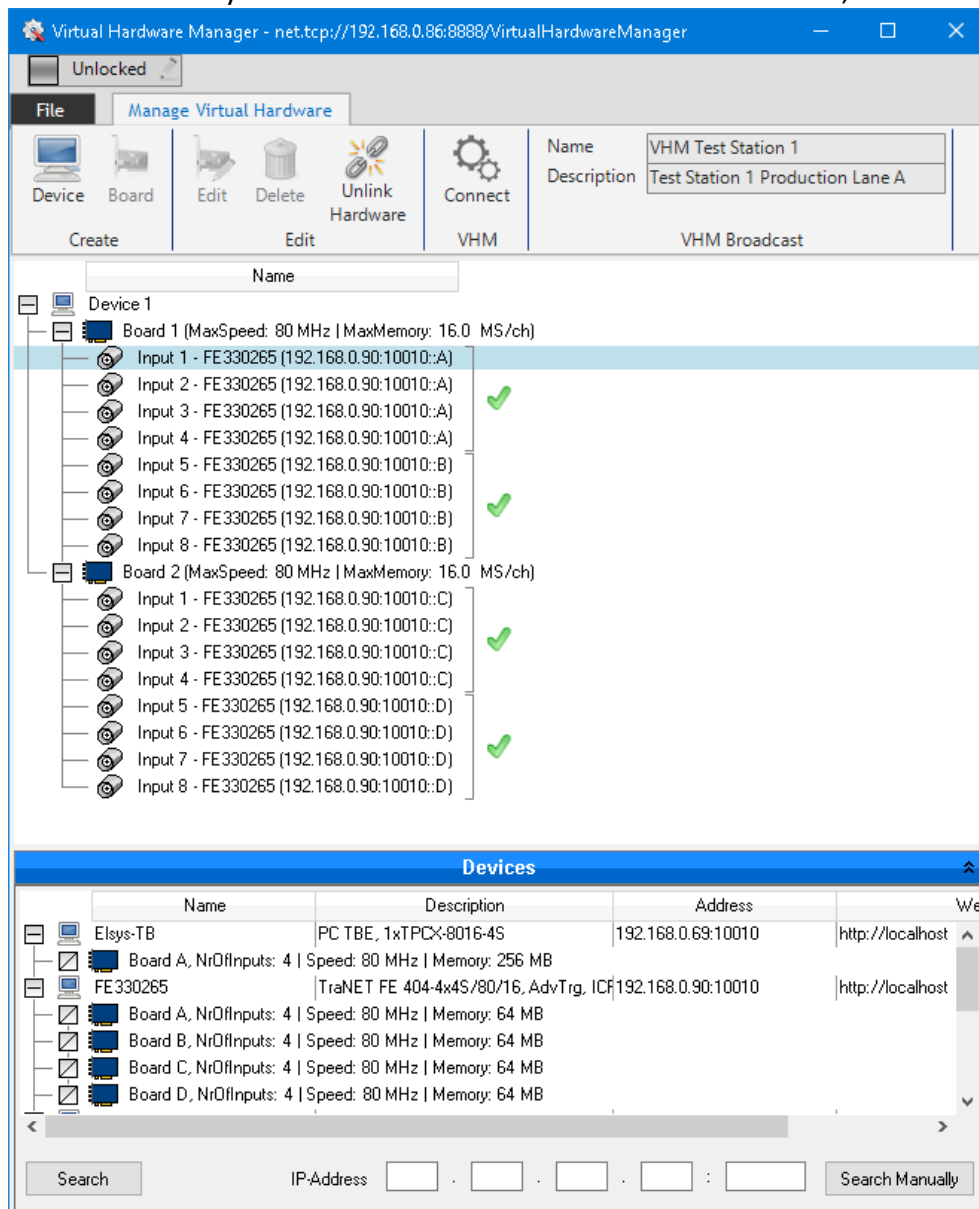 Virtual Hardware Manager - net.tcp://192.168.0.86:8888/VirtualHardwareManager
Unlocked
File Manage Virtual Hardware
Device Board Edit Delete Unlink Hardware Connect
Name VHM Test Station 1
Description Test Station 1 Production Lane A
Create Edit VHM VHM Broadcast
Name
Device 1
Board 1 (MaxSpeed: 80 MHz | MaxMemory: 16.0 MS/ch)
Input 1 - FE330265 (192.168.0.90:10010::A)
Input 2 - FE330265 (192.168.0.90:10010::A)
Input 3 - FE330265 (192.168.0.90:10010::A)
Input 4 - FE330265 (192.168.0.90:10010::A)
Input 5 - FE330265 (192.168.0.90:10010::B)
Input 6 - FE330265 (192.168.0.90:10010::B)
Input 7 - FE330265 (192.168.0.90:10010::B)
Input 8 - FE330265 (192.168.0.90:10010::B)
Board 2 (MaxSpeed: 80 MHz | MaxMemory: 16.0 MS/ch)
Input 1 - FE330265 (192.168.0.90:10010::C)
Input 2 - FE330265 (192.168.0.90:10010::C)
Input 3 - FE330265 (192.168.0.90:10010::C)
Input 4 - FE330265 (192.168.0.90:10010::C)
Input 5 - FE330265 (192.168.0.90:10010::D)
Input 6 - FE330265 (192.168.0.90:10010::D)
Input 7 - FE330265 (192.168.0.90:10010::D)
Input 8 - FE330265 (192.168.0.90:10010::D)
Devices
Name Description Address We
Elsys-TB PC TBE, 1xTPCX-8016-4S 192.168.0.69:10010 http://localhost
Board A, NrOfInputs: 4 | Speed: 80 MHz | Memory: 256 MB
FE330265 TraNET FE 404-4x4S/80/16, AdvTrg, ICF 192.168.0.90:10010 http://localhost
Board A, NrOfInputs: 4 | Speed: 80 MHz | Memory: 64 MB
Board B, NrOfInputs: 4 | Speed: 80 MHz | Memory: 64 MB
Board C, NrOfInputs: 4 | Speed: 80 MHz | Memory: 64 MB
Board D, NrOfInputs: 4 | Speed: 80 MHz | Memory: 64 MB
Search IP-Address . . . : Search Manually